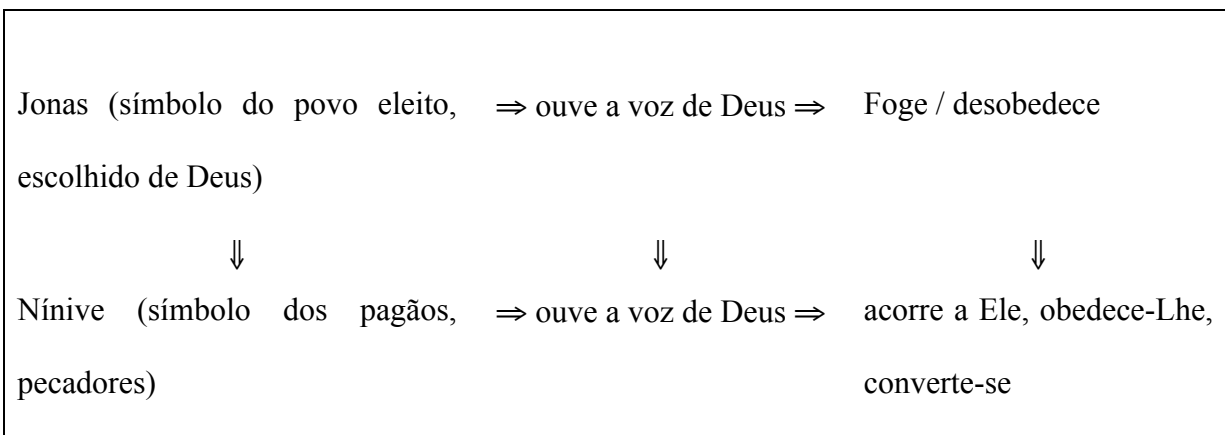 Jonas (símbolo do povo eleito, ⇒ ouve a voz de Deus ⇒ Foge / desobedece
escolhido de Deus)
⇓ ⇓ ⇓
Nínive (símbolo dos pagãos, ⇒ ouve a voz de Deus ⇒ acorre a Ele, obedece-Lhe,
pecadores) converte-se